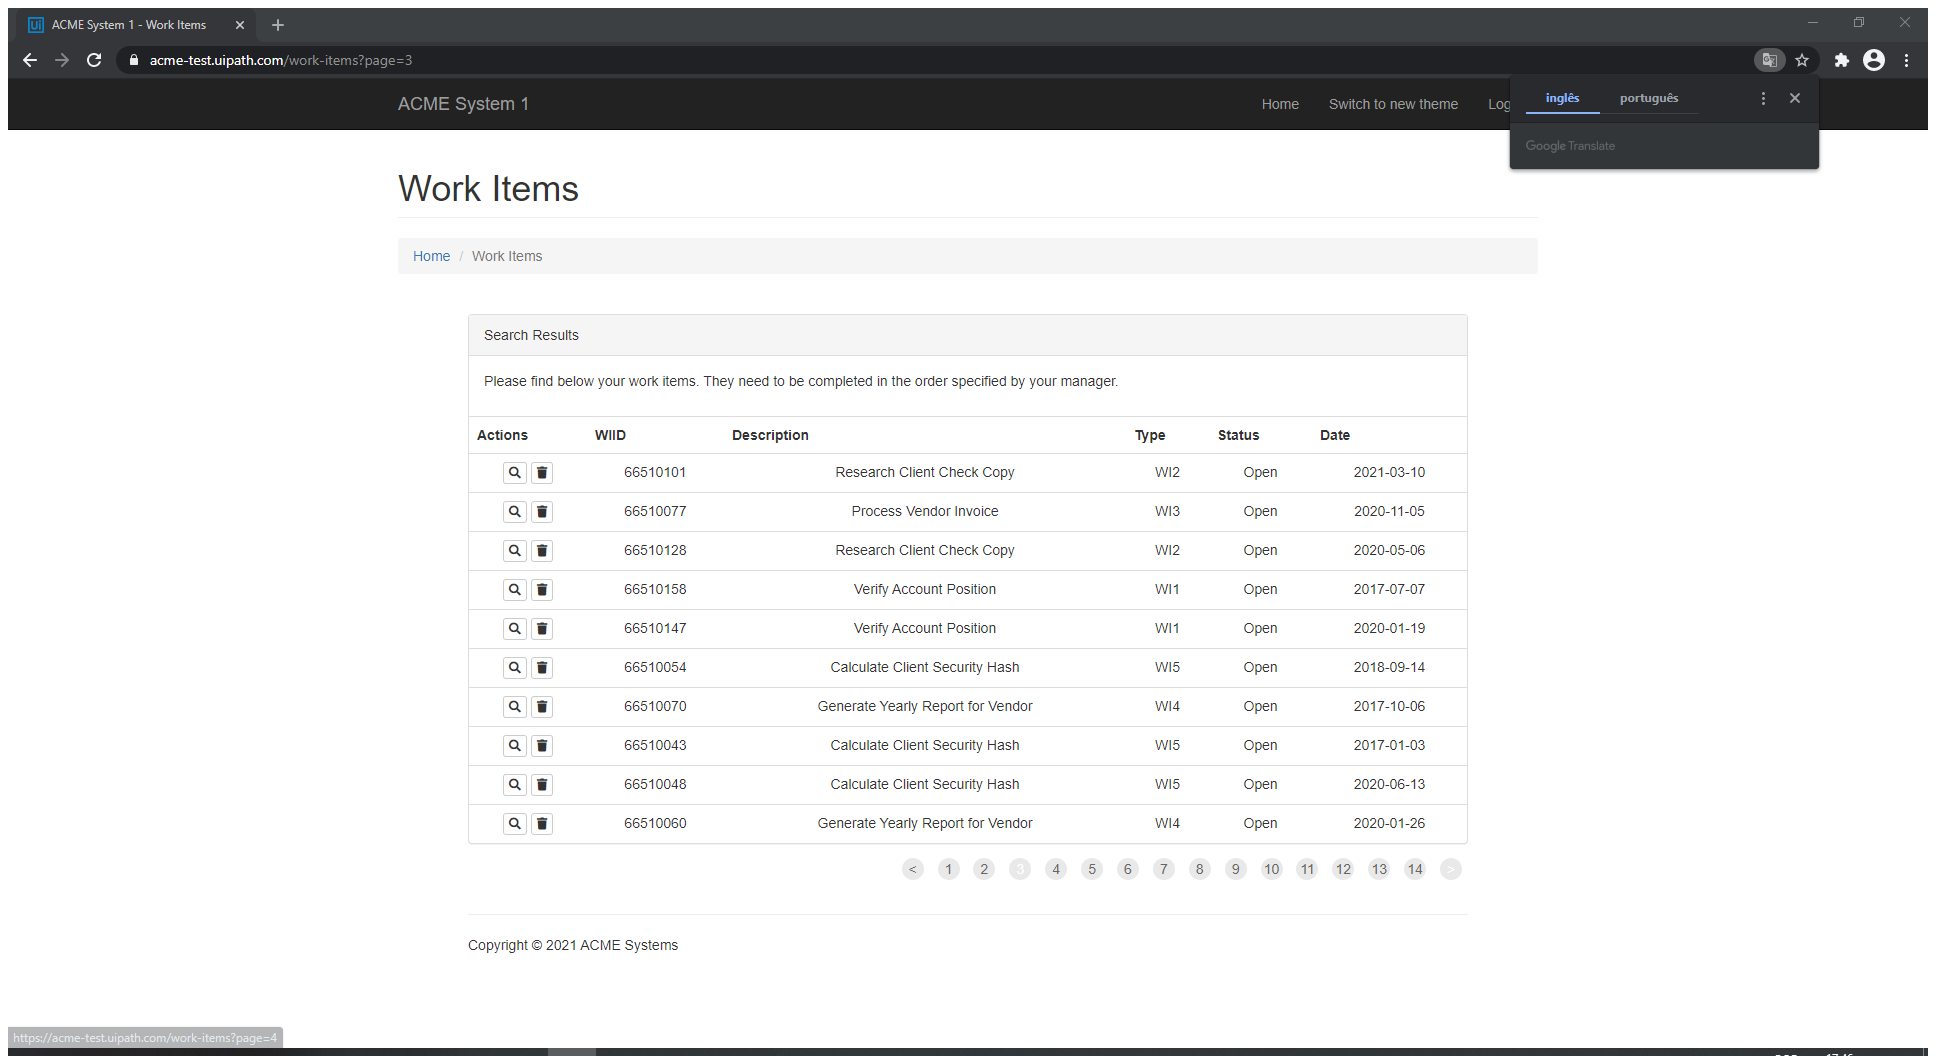 ACME System 1 - Work Items
acme-test.uipath.com/work-items?page=3
ACME System 1 Home Switch to new theme
inglês português
Google Translate
Work Items
Home / Work Items
Search Results
Please find below your work items. They need to be completed in the order specified by your manager.
Actions WIID Description Type Status Date
66510101 Research Client Check Copy WI2 Open 2021-03-10
66510077 Process Vendor Invoice WI3 Open 2020-11-05
66510128 Research Client Check Copy WI2 Open 2020-05-06
66510158 Verify Account Position WI1 Open 2017-07-07
66510147 Verify Account Position WI1 Open 2020-01-19
66510054 Calculate Client Security Hash WI5 Open 2018-09-14
66510070 Generate Yearly Report for Vendor WI4 Open 2017-10-06
66510043 Calculate Client Security Hash WI5 Open 2017-01-03
66510048 Calculate Client Security Hash WI5 Open 2020-06-13
66510060 Generate Yearly Report for Vendor WI4 Open 2020-01-26
< 1 2 3 4 5 6 7 8 9 10 11 12 13 14 >
Copyright © 2021 ACME Systems
https://acme-test.uipath.com/work-items?page=4